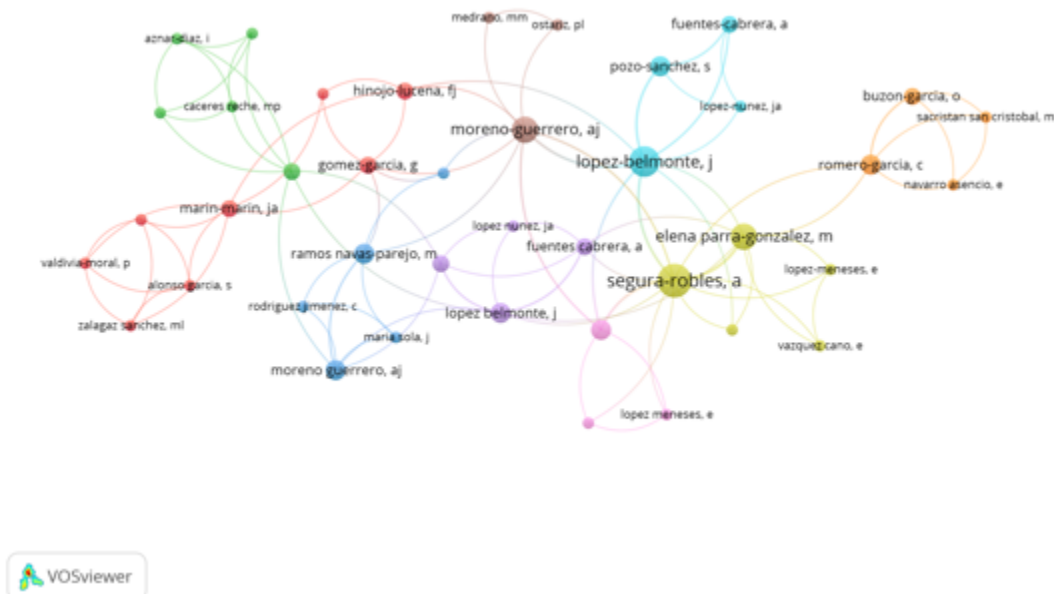 medrano, mm
ostariz, pl
fuentes-cabrera, a
aznar-diaz, i
pozo-sanchez, s
hinojo-lucena, fj
buzon-garcia, o
caceres reche, mp
lopez-nunez, ja
sacristan san cristobal, m
moreno-guerrero, aj
lopez-belmonte, j
gomez-garcia, g
romero-garcia, c
navarro asencio, e
marin-marin, ja
lopez nunez, ja
elena parra-gonzalez, m
fuentes cabrera, a
ramos navas-parejo, m
valdivia-moral, p
lopez-meneses, e
segura-robles, a
alonso-garcia, s
rodriguez jimenez, c
lopez belmonte, j
zalagaz sanchez, ml
maria sola, j
vazquez cano, e
moreno guerrero, aj
lopez meneses, e
VOSviewer